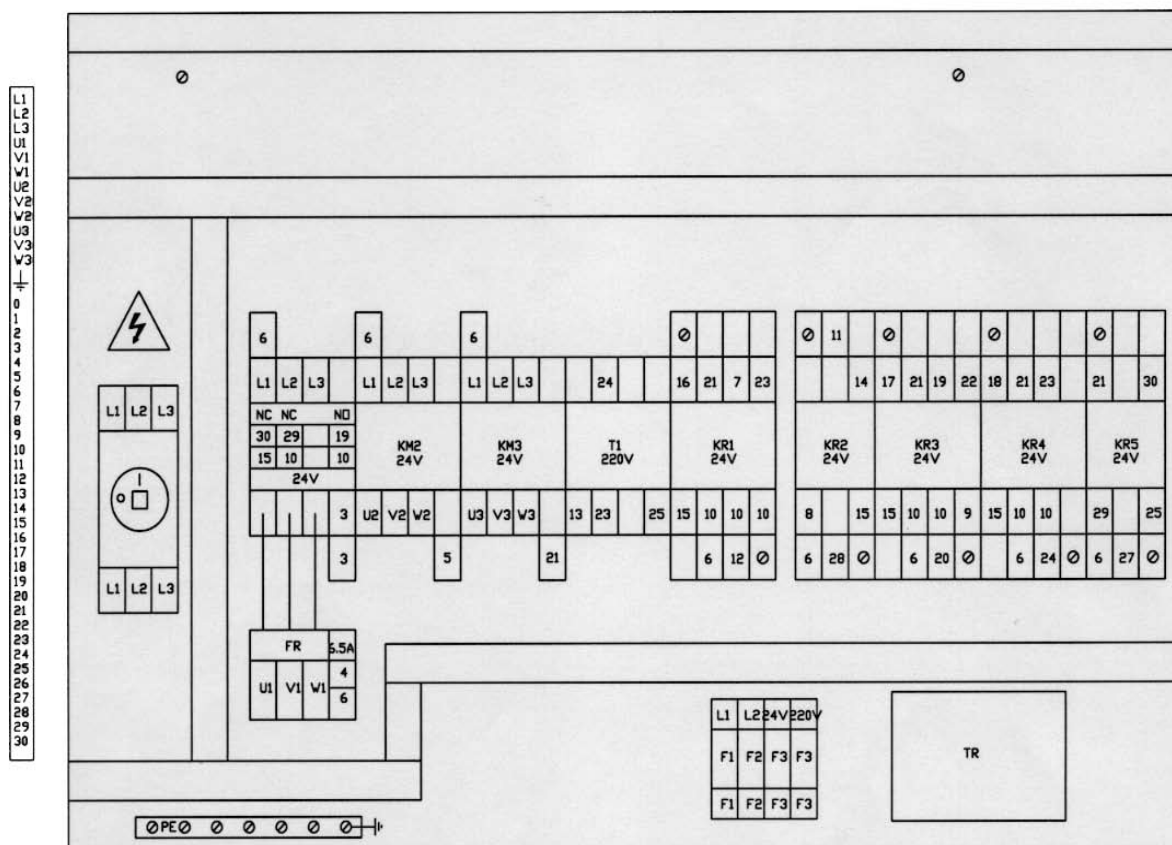 L1
L2
L3
U1
V1
W1
U2
V2
W2
U3
V3
W3
0
1
2
3
4
5
6
7
8
9
10
11
12
13
14
15
16
17
18
19
20
21
22
23
24
25
26
27
28
29
30
L1 L2 L3
L1 L2 L3
6 6 6 11
L1 L2 L3 L1 L2 L3 L1 L2 L3 24 16 21 7 23 14 17 21 19 22 18 21 23 21 30
NC NC NO
30 29 19
15 10 10
24V
KM2
24V
KM3
24V
T1
220V
KR1
24V
KR2
24V
KR3
24V
KR4
24V
KR5
24V
3 U2 V2 W2 U3 V3 W3 13 23 25 15 10 10 10 8 15 15 10 10 9 15 10 10 29 25
3 5 21 6 12 6 28 6 20 6 24 6 27
FR 6.5A
U1 V1 W1 4
6
L1 L2 24V 220V
F1 F2 F3 F3
F1 F2 F3 F3
TR
PE